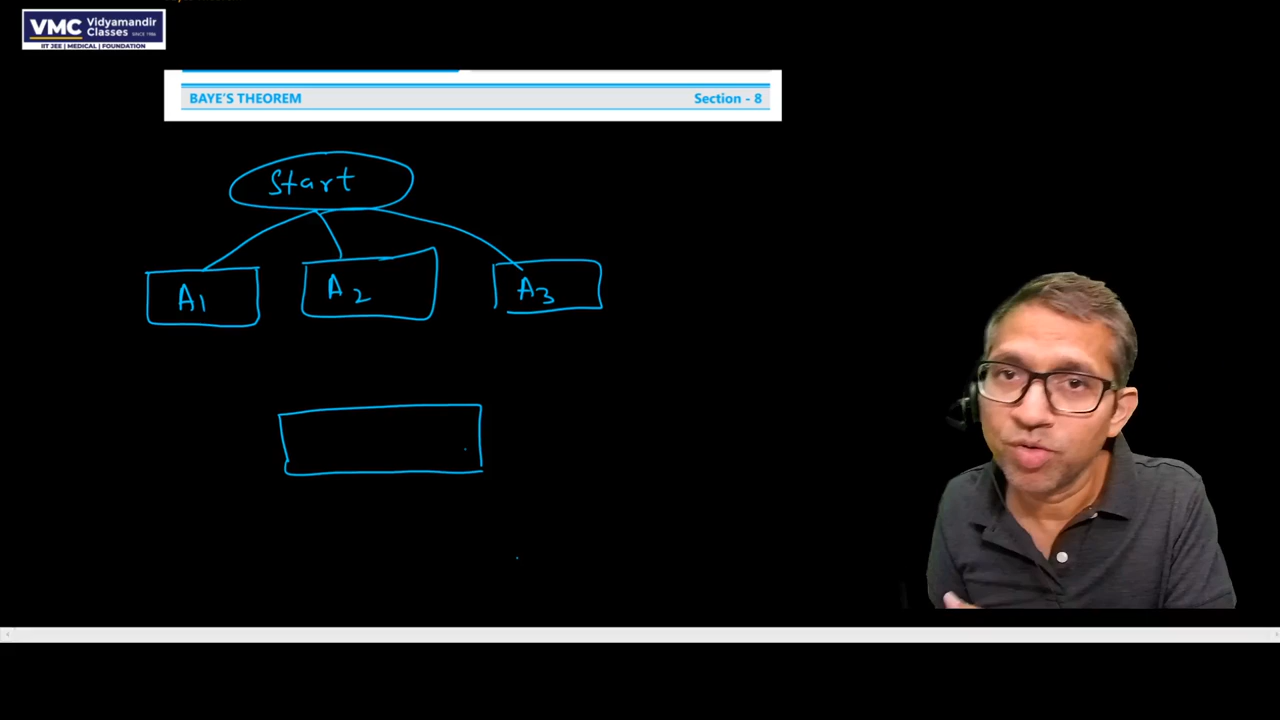 VMC Vidyamandir
Classes SINCE 1986
IIT JEE | MEDICAL | FOUNDATION
BAYE'S THEOREM Section - 8
Start
A1 A2 A3